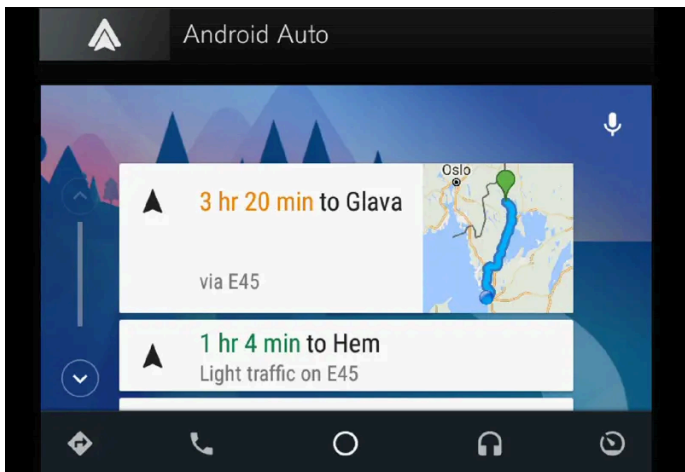 Android Auto
3 hr 20 min to Glava
via E45
Oslo
1 hr 4 min to Hem
Light traffic on E45